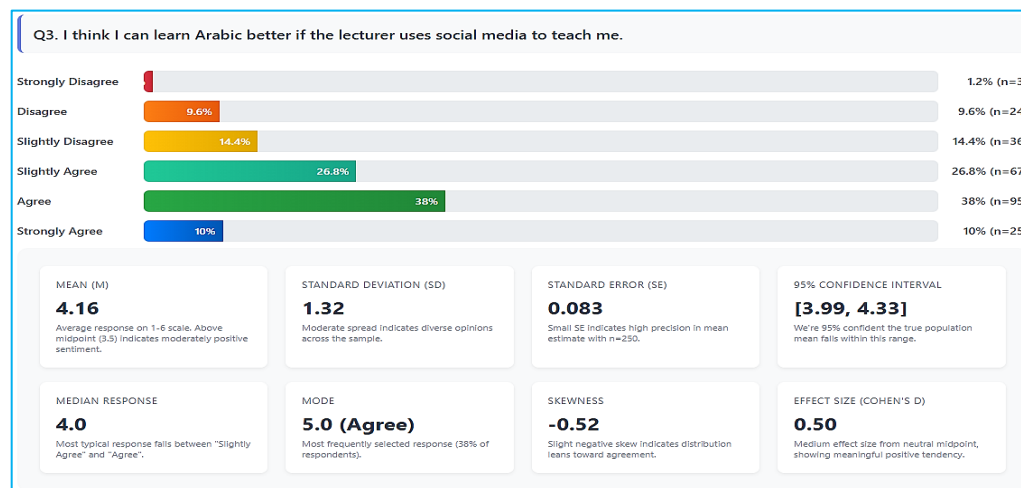 Q3. I think I can learn Arabic better if the lecturer uses social media to teach me.
Strongly Disagree 1.2% (n=3
Disagree 9.6% 9.6% (n=24
Slightly Disagree 14.4% 14.4% (n=36
Slightly Agree 26.8% 26.8% (n=67
Agree 38% 38% (n=95
Strongly Agree 10% 10% (n=25
MEAN (M)
4.16
Average response on 1-6 scale. Above
midpoint (3.5) indicates moderately positive
sentiment.
STANDARD DEVIATION (SD)
1.32
Moderate spread indicates diverse opinions
across the sample.
STANDARD ERROR (SE)
0.083
Small SE indicates high precision in mean
estimate with n=250.
95% CONFIDENCE INTERVAL
[3.99, 4.33]
We're 95% confident the true population
mean falls within this range.
MEDIAN RESPONSE
4.0
Most typical response falls between "Slightly
Agree" and "Agree".
MODE
5.0 (Agree)
Most frequently selected response (38% of
respondents).
SKEWNESS
-0.52
Slight negative skew indicates distribution
leans toward agreement.
EFFECT SIZE (COHEN'S D)
0.50
Medium effect size from neutral midpoint,
showing meaningful positive tendency.